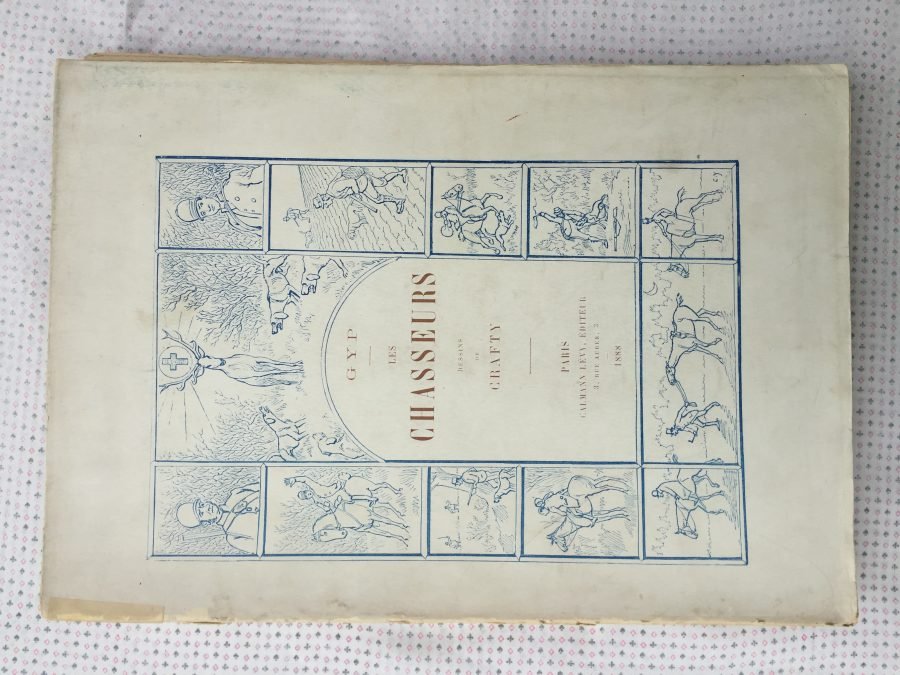 GYP
LES
CHASSEURS
DESSINS
DE
CRAFTY
PARIS
CALMANN LÉVY, ÉDITEUR
3, RUE AUBER, 3
1888